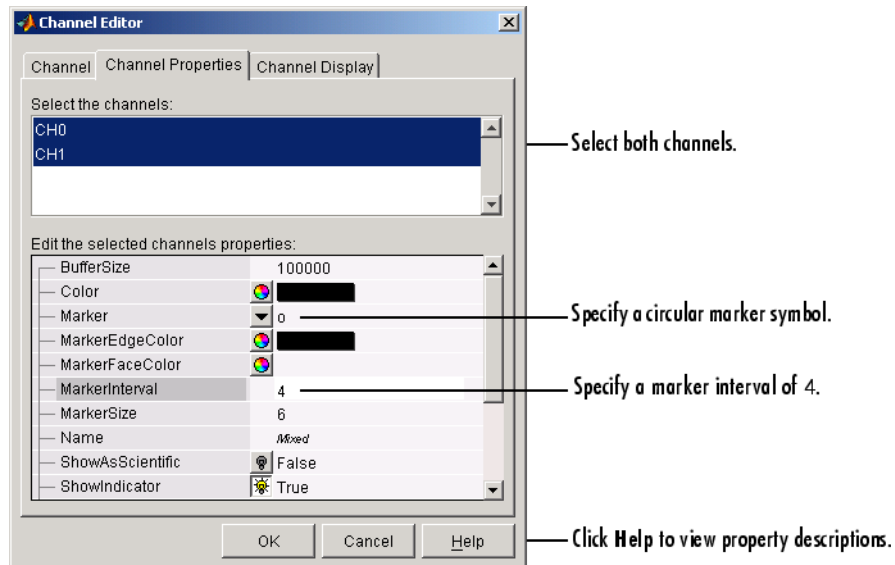 Channel Editor
Channel Channel Properties Channel Display
Select the channels:
CH0
CH1
Select both channels.
Edit the selected channels properties:
BufferSize 100000
Color
Marker o
Specify a circular marker symbol.
MarkerEdgeColor
MarkerFaceColor
MarkerInterval 4
Specify a marker interval of 4.
MarkerSize 6
Name Mixed
ShowAsScientific False
ShowIndicator True
OK Cancel Help
Click Help to view property descriptions.